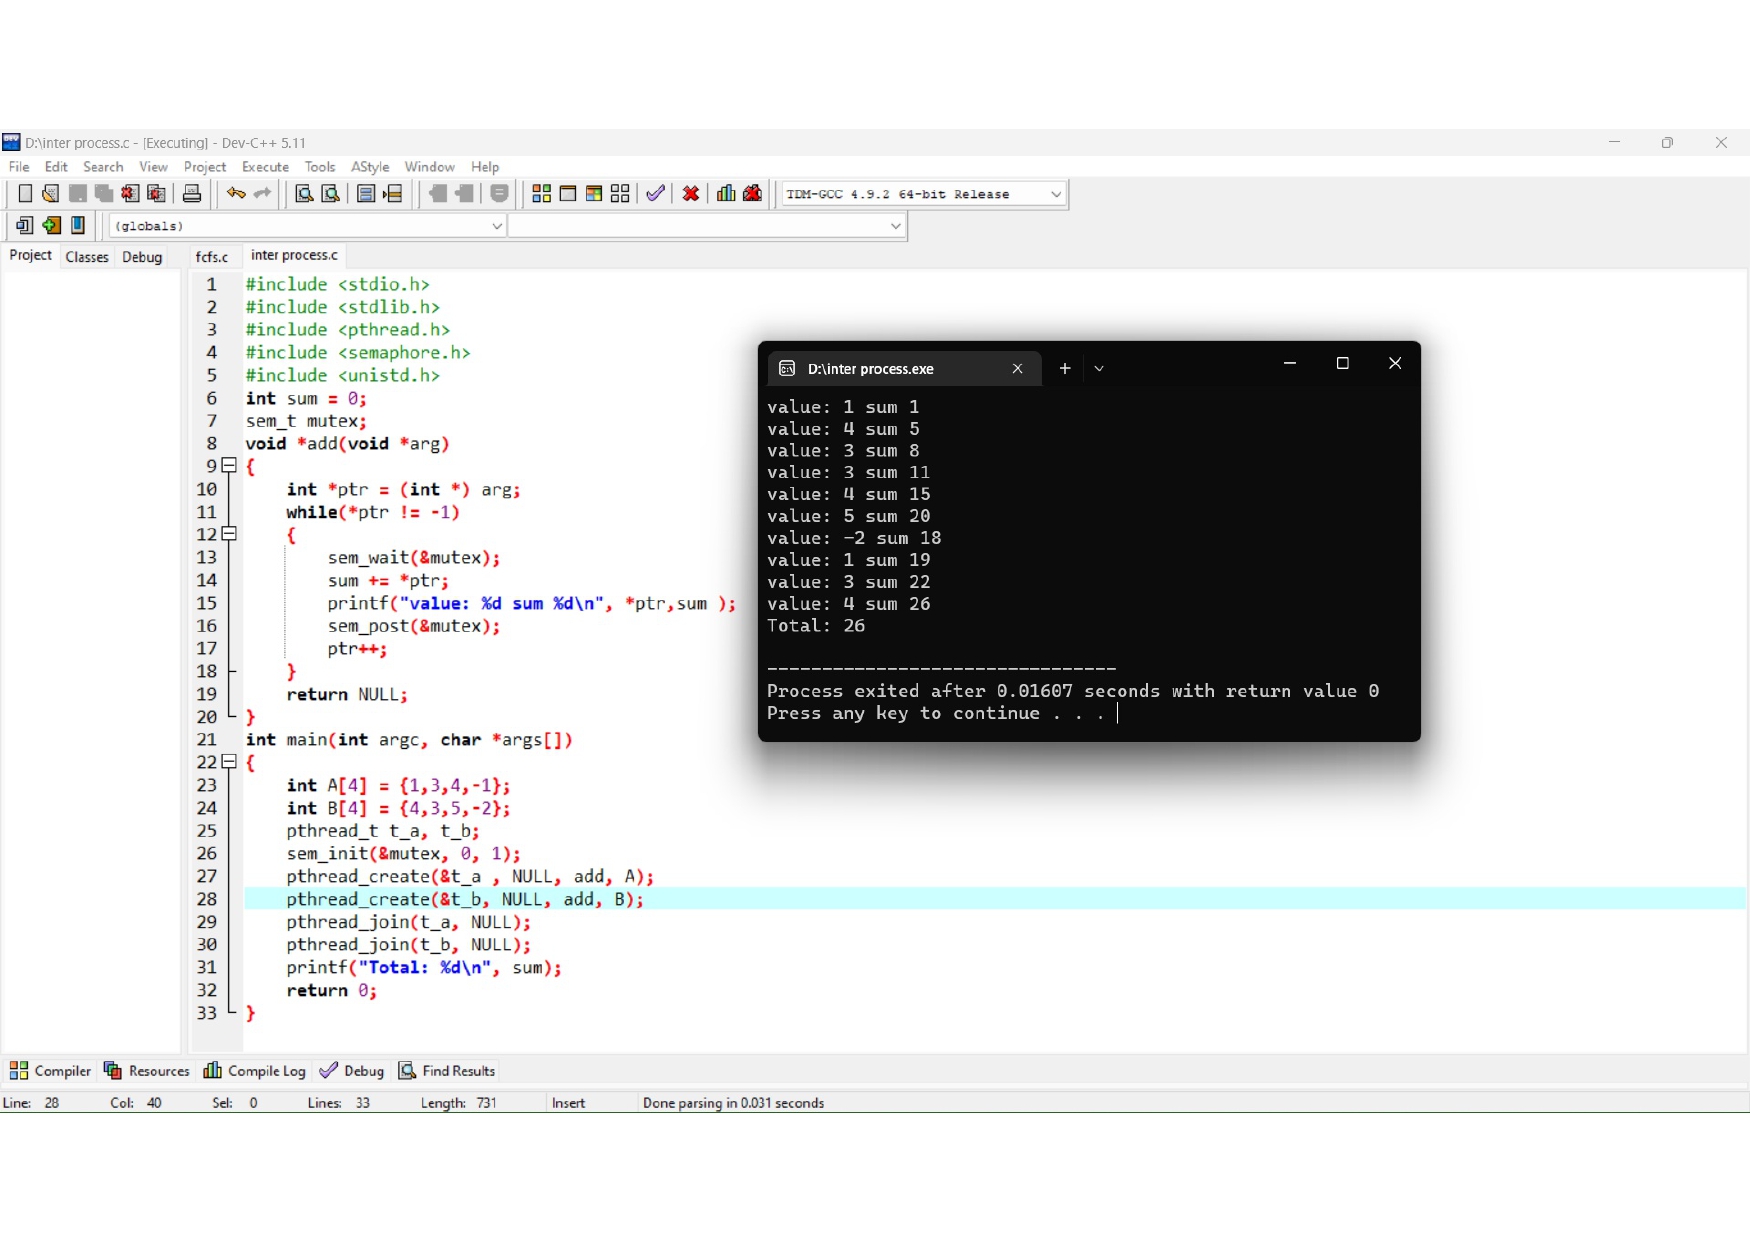 D:\inter process.c - [Executing] - Dev-C++ 5.11
File Edit Search View Project Execute Tools AStyle Window Help
TDM-GCC 4.9.2 64-bit Release
(globals)
Project Classes Debug fcfs.c inter process.c
1 #include <stdio.h>
2 #include <stdlib.h>
3 #include <pthread.h>
4 #include <semaphore.h>
5 #include <unistd.h>
6 int sum = 0;
7 sem_t mutex;
8 void *add(void *arg)
9 {
10 int *ptr = (int *) arg;
11 while(*ptr != -1)
12 {
13 sem_wait(&mutex);
14 sum += *ptr;
15 printf("value: %d sum %d\n", *ptr,sum );
16 sem_post(&mutex);
17 ptr++;
18 }
19 return NULL;
20 }
21 int main(int argc, char *args[])
22 {
23 int A[4] = {1,3,4,-1};
24 int B[4] = {4,3,5,-2};
25 pthread_t t_a, t_b;
26 sem_init(&mutex, 0, 1);
27 pthread_create(&t_a , NULL, add, A);
28 pthread_create(&t_b, NULL, add, B);
29 pthread_join(t_a, NULL);
30 pthread_join(t_b, NULL);
31 printf("Total: %d\n", sum);
32 return 0;
33 }
D:\inter process.exe
value: 1 sum 1
value: 4 sum 5
value: 3 sum 8
value: 3 sum 11
value: 4 sum 15
value: 5 sum 20
value: -2 sum 18
value: 1 sum 19
value: 3 sum 22
value: 4 sum 26
Total: 26
--------------------------------
Process exited after 0.01607 seconds with return value 0
Press any key to continue . . .
Compiler Resources Compile Log Debug Find Results
Line: 28 Col: 40 Sel: 0 Lines: 33 Length: 731 Insert Done parsing in 0.031 seconds